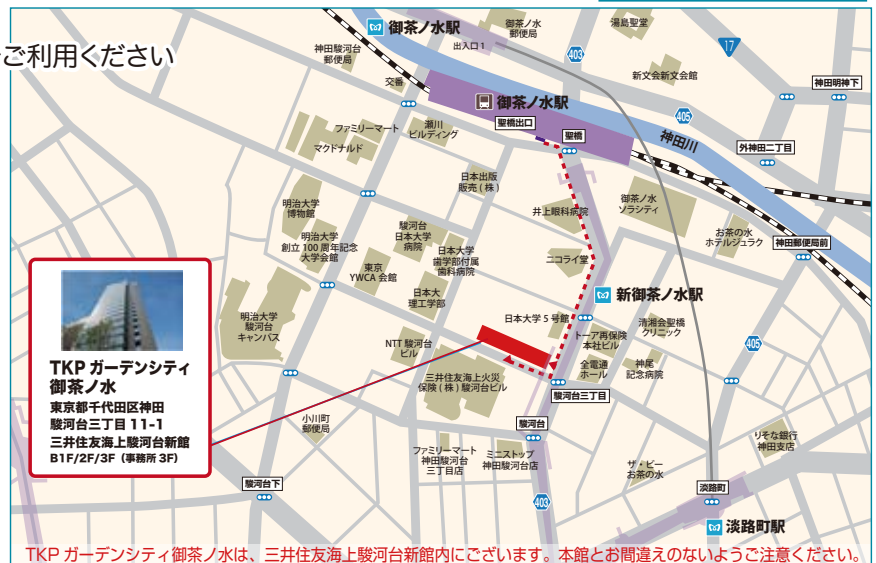 ご利用ください
御茶ノ水駅
御茶ノ水
郵便局
出入口1
湯島聖堂
403
17
神田駿河台
郵便局
新文会新文会館
神田明神下
交番
御茶ノ水駅
405
聖橋出口
聖橋
神田川
外神田二丁目
ファミリーマート
瀬川
ビルディング
マクドナルド
日本出版
販売(株)
明治大学
博物館
井上眼科病院
御茶ノ水
ソラシティ
お茶の水
ホテルジュラク
神田郵便局前
明治大学
創立100周年記念
大学会館
駿河台
日本大学
病院
日本大学
歯学部付属
歯科病院
ニコライ堂
東京
YWCA会館
日本大
理工学部
新御茶ノ水駅
明治大学
駿河台
キャンパス
日本大学5号館
トーア再保険
本社ビル
清湘会聖橋
クリニック
405
NTT駿河台
ビル
全電通
ホール
神尾
記念病院
三井住友海上火災
保険(株)駿河台ビル
駿河台三丁目
TKP ガーデンシティ
御茶ノ水
東京都千代田区神田
駿河台三丁目11-1
三井住友海上駿河台新館
B1F/2F/3F(事務所3F)
小川町
郵便局
駿河台
りそな銀行
神田支店
ファミリーマート
神田駿河台
三丁目店
ミニストップ
神田駿河台店
ザ・ビー
お茶の水
駿河台下
淡路町
403
淡路町駅
TKP ガーデンシティ御茶ノ水は、三井住友海上駿河台新館内にございます。本館とお間違えのないようご注意ください。